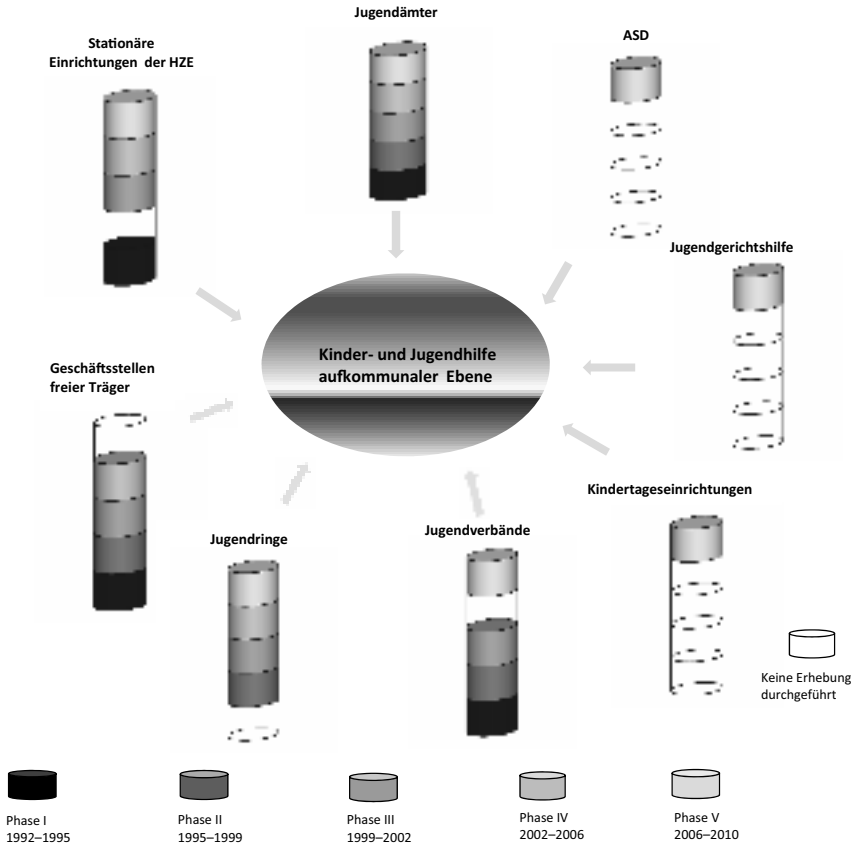 Jugendämter
Stationäre
Einrichtungen der HZE
ASD
Jugendgerichtshilfe
Kinder- und Jugendhilfe
aufkommunaler Ebene
Geschäftsstellen
freier Träger
Kindertageseinrichtungen
Jugendringe
Jugendverbände
Keine Erhebung
durchgeführt
Phase I
1992–1995
Phase II
1995–1999
Phase III
1999–2002
Phase IV
2002–2006
Phase V
2006–2010